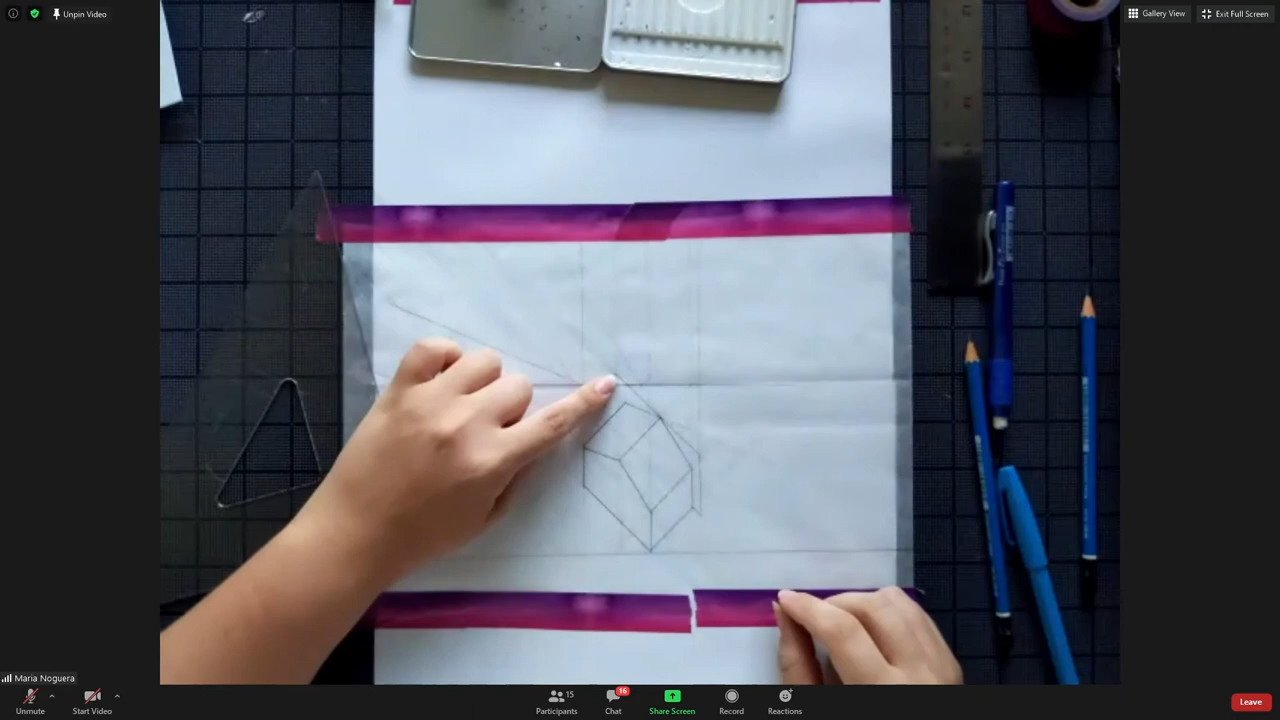 Unpin Video
Gallery View
Exit Full Screen
Maria Noguera
Unmute
Start Video
Participants
15
Chat
16
Share Screen
Record
Reactions
Leave